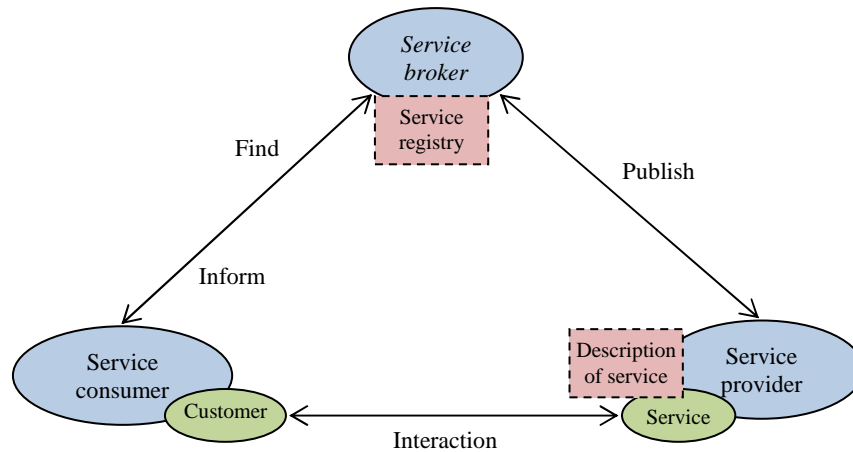 Service
broker
Service
registry
Find
Publish
Inform
Service
consumer
Description
of service
Service
provider
Customer
Service
Interaction